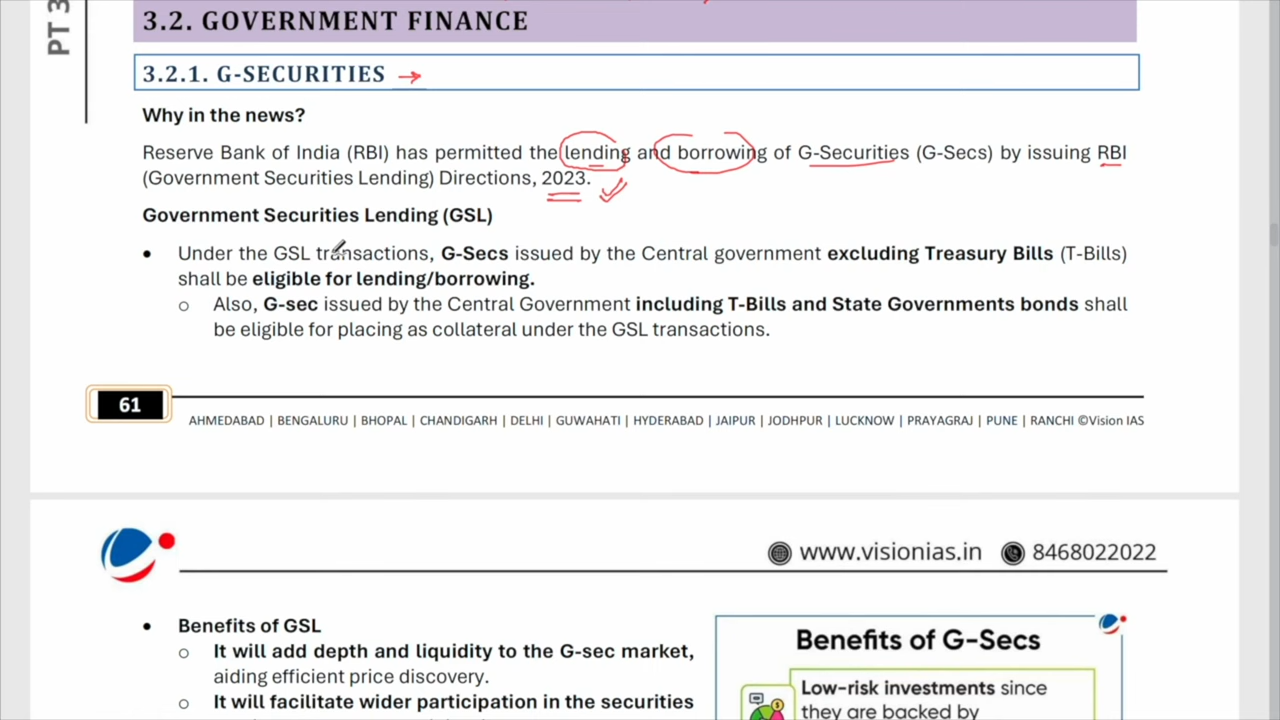 PT 3
3.2. GOVERNMENT FINANCE
3.2.1. G-SECURITIES
Why in the news?
Reserve Bank of India (RBI) has permitted the lending and borrowing of G-Securities (G-Secs) by issuing RBI
(Government Securities Lending) Directions, 2023.
Government Securities Lending (GSL)
• Under the GSL transactions, G-Secs issued by the Central government excluding Treasury Bills (T-Bills)
shall be eligible for lending/borrowing.
o Also, G-sec issued by the Central Government including T-Bills and State Governments bonds shall
be eligible for placing as collateral under the GSL transactions.
61
AHMEDABAD | BENGALURU | BHOPAL | CHANDIGARH | DELHI | GUWAHATI | HYDERABAD | JAIPUR | JODHPUR | LUCKNOW | PRAYAGRAJ | PUNE | RANCHI ©Vision IAS
www.visionias.in 8468022022
• Benefits of GSL
o It will add depth and liquidity to the G-sec market,
aiding efficient price discovery.
o It will facilitate wider participation in the securities
Benefits of G-Secs
Low-risk investments since
they are backed by